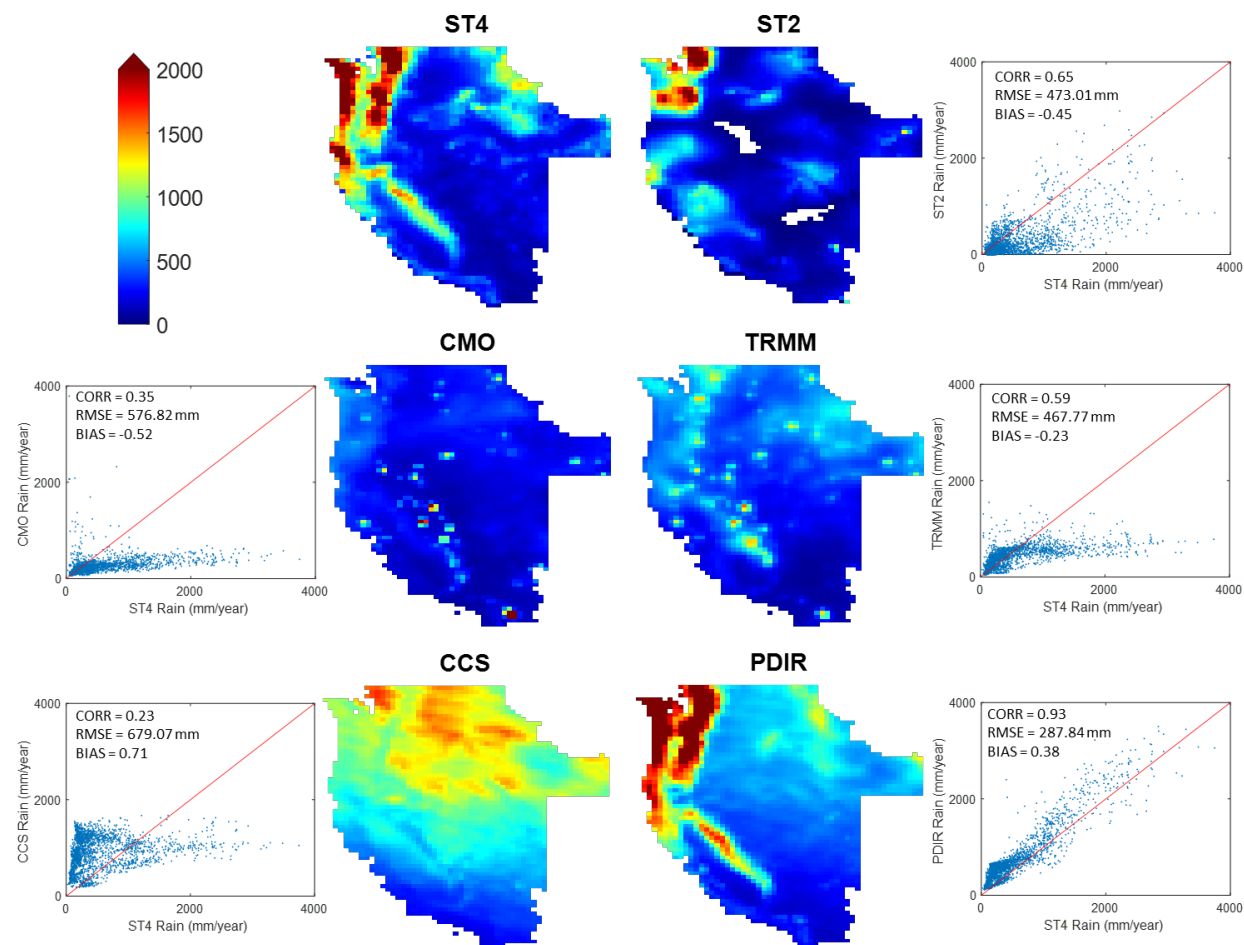 ST4
ST2
2000
1500
1000
500
0
4000
2000
0
CORR = 0.65
RMSE = 473.01 mm
BIAS = -0.45
ST2 Rain (mm/year)
0
2000
4000
ST4 Rain (mm/year)
CMO
TRMM
4000
2000
0
CORR = 0.35
RMSE = 576.82 mm
BIAS = -0.52
CMO Rain (mm/year)
0
2000
4000
ST4 Rain (mm/year)
4000
2000
0
CORR = 0.59
RMSE = 467.77 mm
BIAS = -0.23
TRMM Rain (mm/year)
0
2000
4000
ST4 Rain (mm/year)
CCS
PDIR
4000
2000
0
CORR = 0.23
RMSE = 679.07 mm
BIAS = 0.71
CCS Rain (mm/year)
0
2000
4000
ST4 Rain (mm/year)
4000
2000
0
CORR = 0.93
RMSE = 287.84 mm
BIAS = 0.38
PDIR Rain (mm/year)
0
2000
4000
ST4 Rain (mm/year)